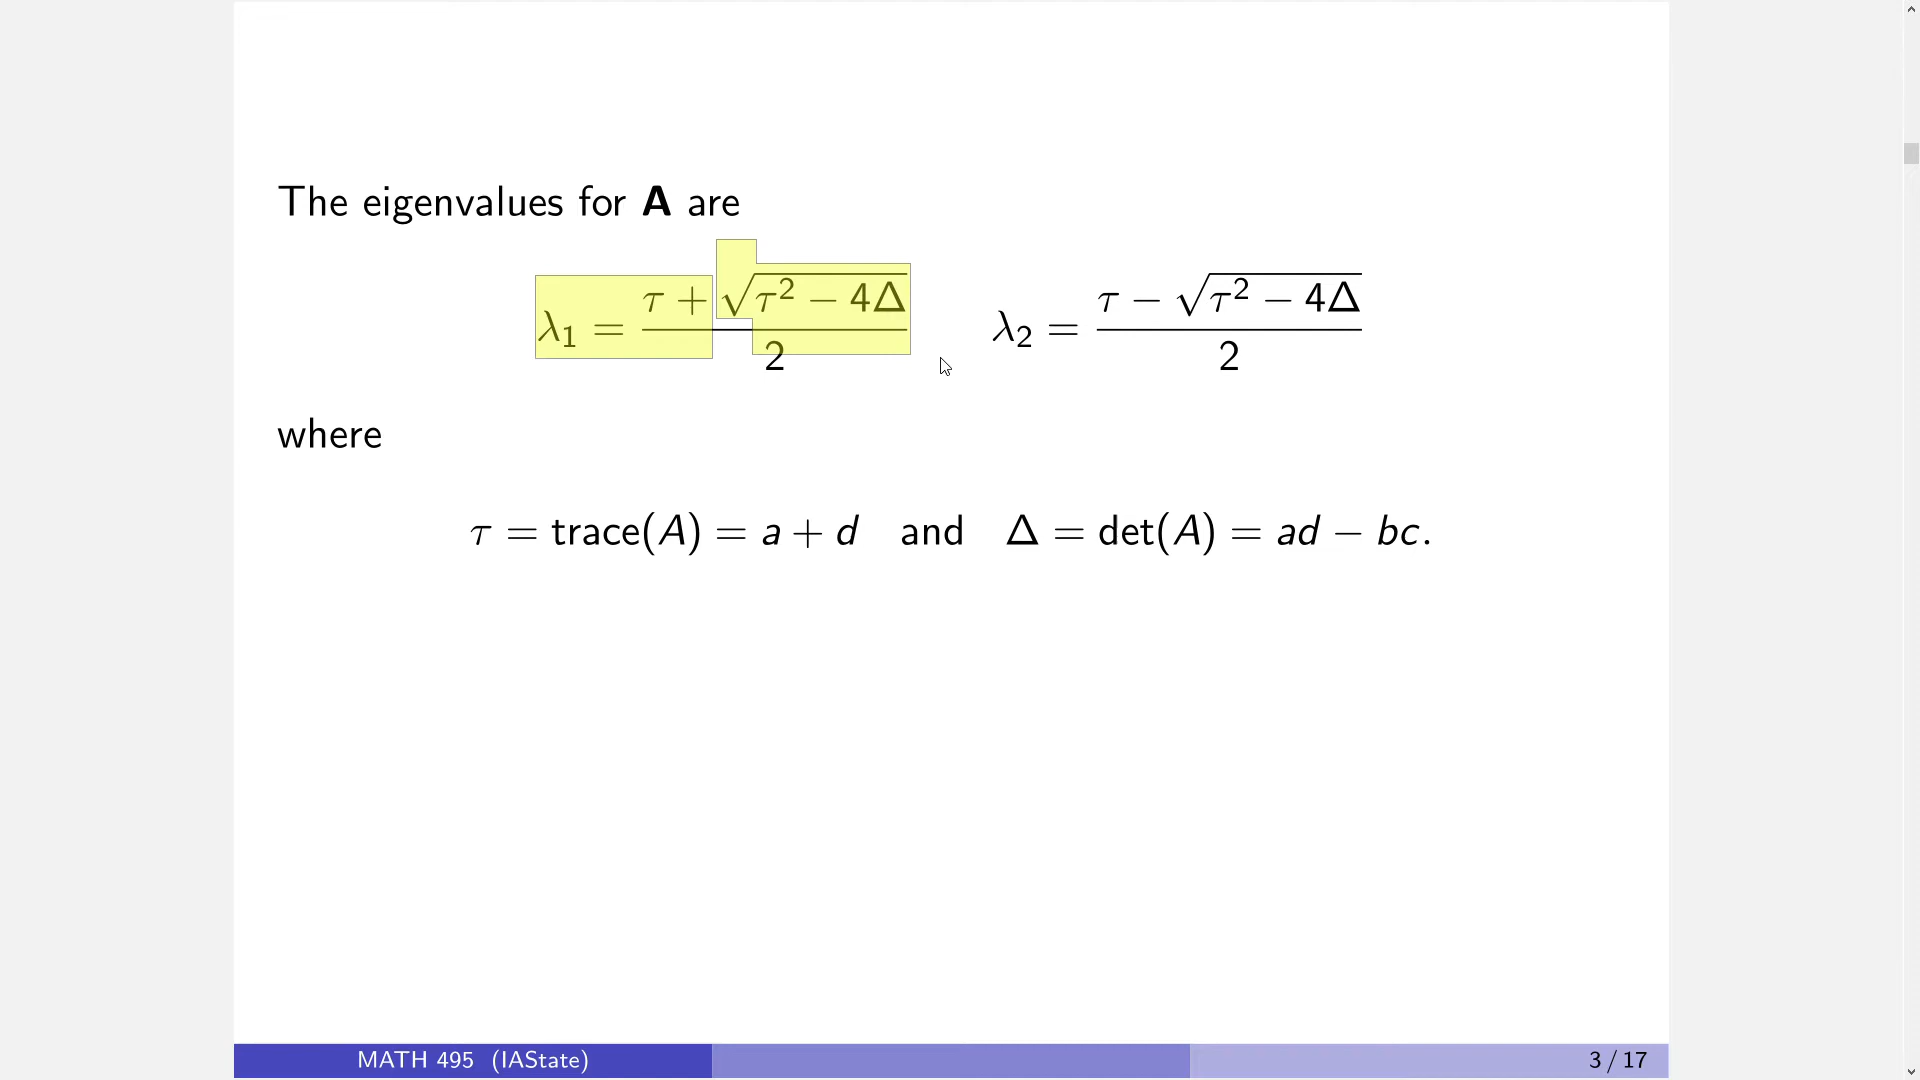 The eigenvalues for A are
λ₁ = (τ + √(τ² − 4Δ)) / 2    λ₂ = (τ − √(τ² − 4Δ)) / 2
where
τ = trace(A) = a + d and Δ = det(A) = ad − bc.
MATH 495 (IAState) 3 / 17